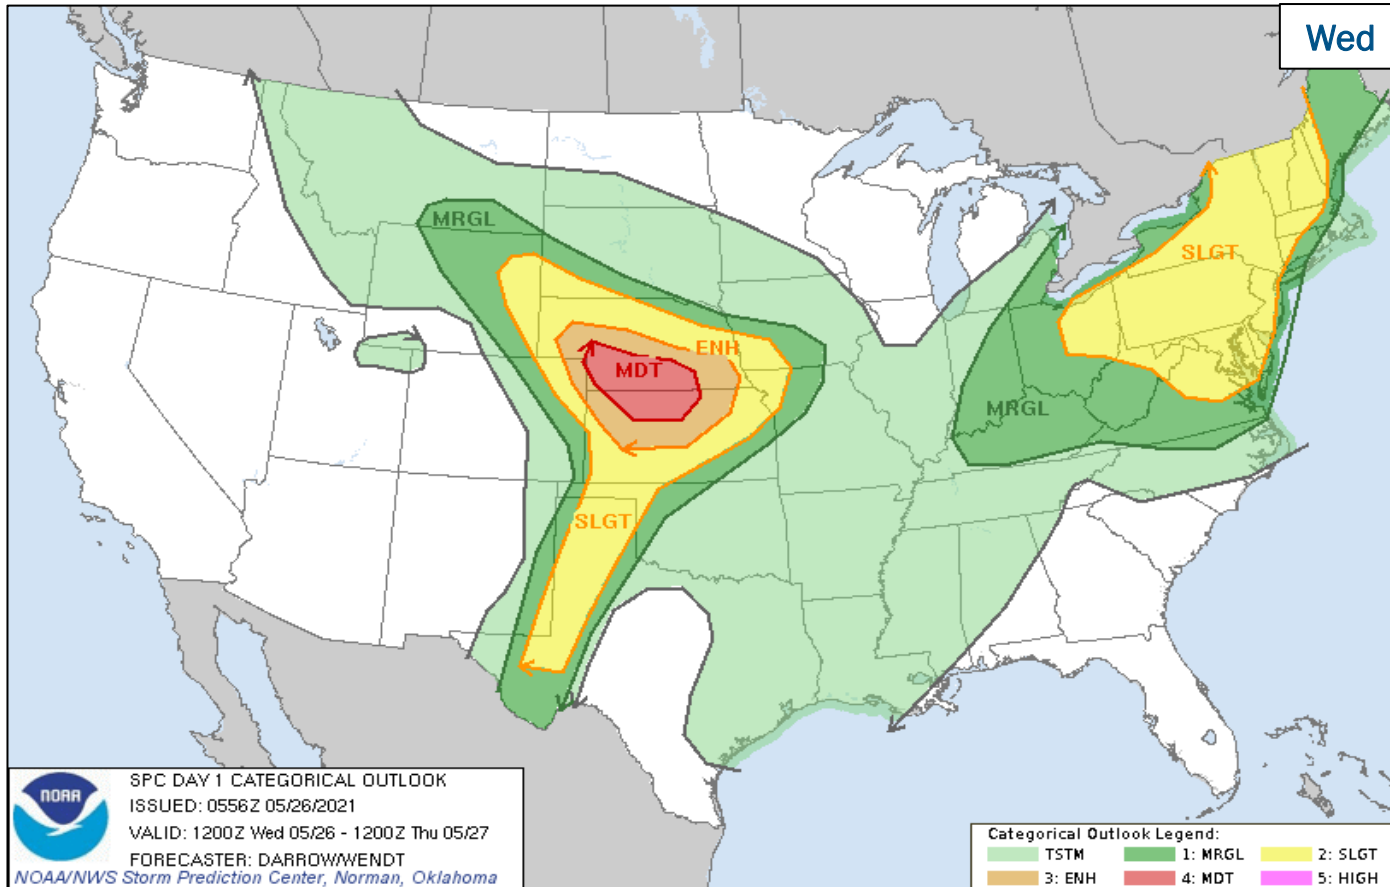 Wed
MRGL
SLGT
ENH
MDT
MRGL
SLGT
NOAA
SPC DAY 1 CATEGORICAL OUTLOOK
ISSUED: 0556Z 05/26/2021
VALID: 1200Z Wed 05/26 - 1200Z Thu 05/27
FORECASTER: DARROW/WENDT
NOAA/NWS Storm Prediction Center, Norman, Oklahoma
Categorical Outlook Legend:
TSTM 1: MRGL 2: SLGT
3: ENH 4: MDT 5: HIGH